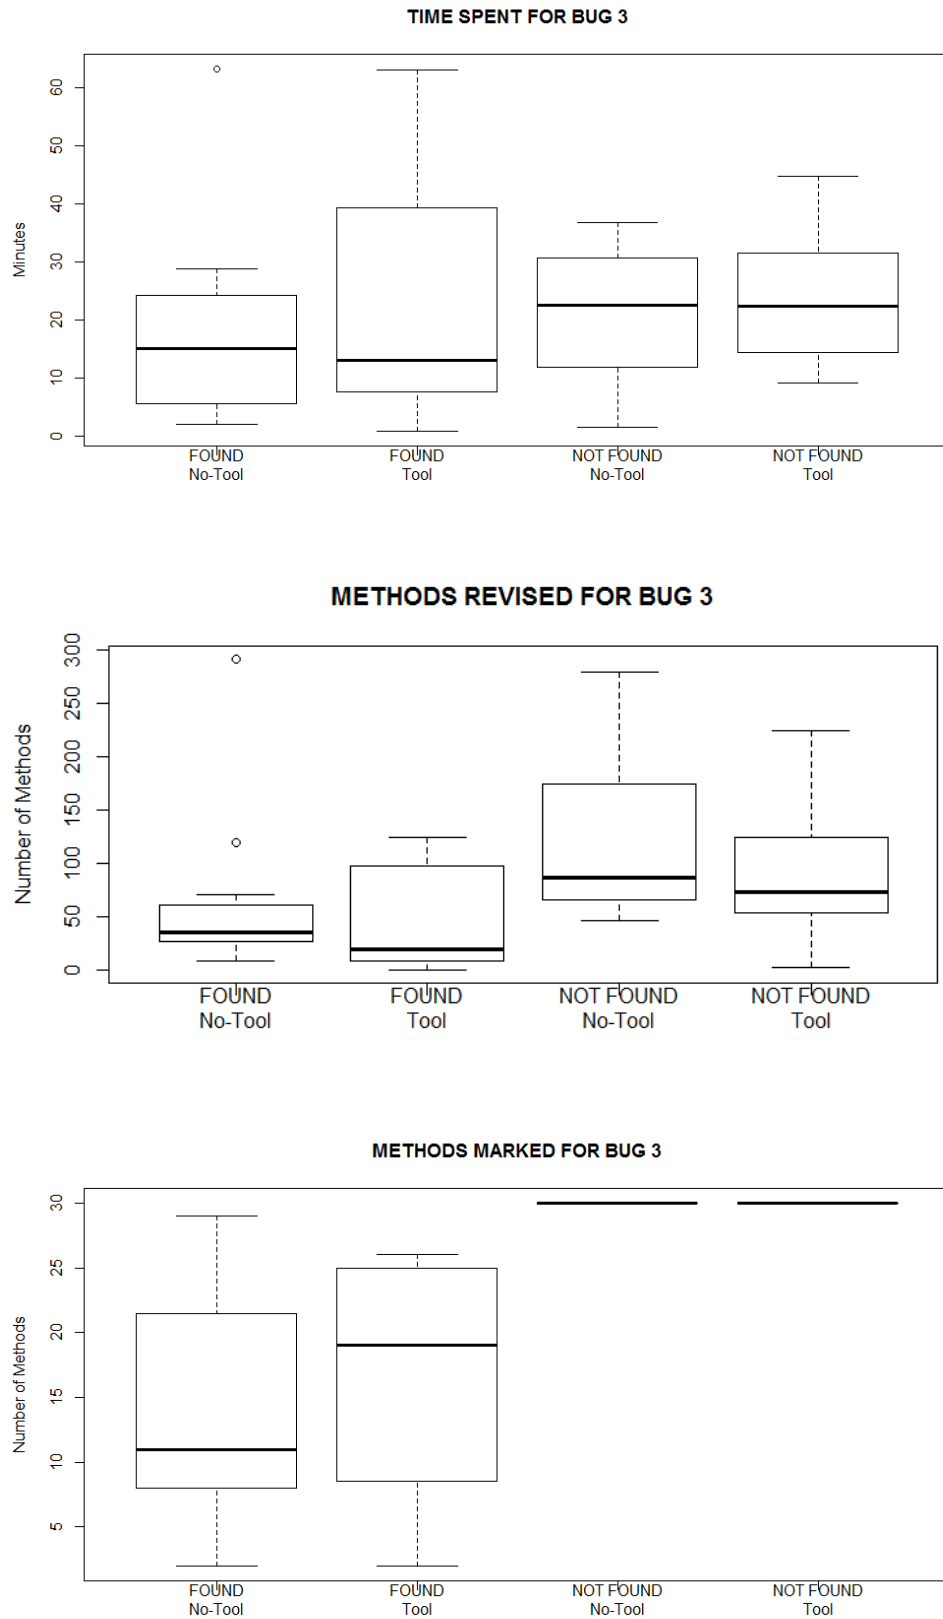 TIME SPENT FOR BUG 3
Minutes
60
50
40
30
20
10
0
FOUND FOUND NOT FOUND NOT FOUND
No-Tool Tool No-Tool Tool
METHODS REVISED FOR BUG 3
Number of Methods
300
250
200
150
100
50
0
FOUND FOUND NOT FOUND NOT FOUND
No-Tool Tool No-Tool Tool
METHODS MARKED FOR BUG 3
Number of Methods
30
25
20
15
10
5
FOUND FOUND NOT FOUND NOT FOUND
No-Tool Tool No-Tool Tool